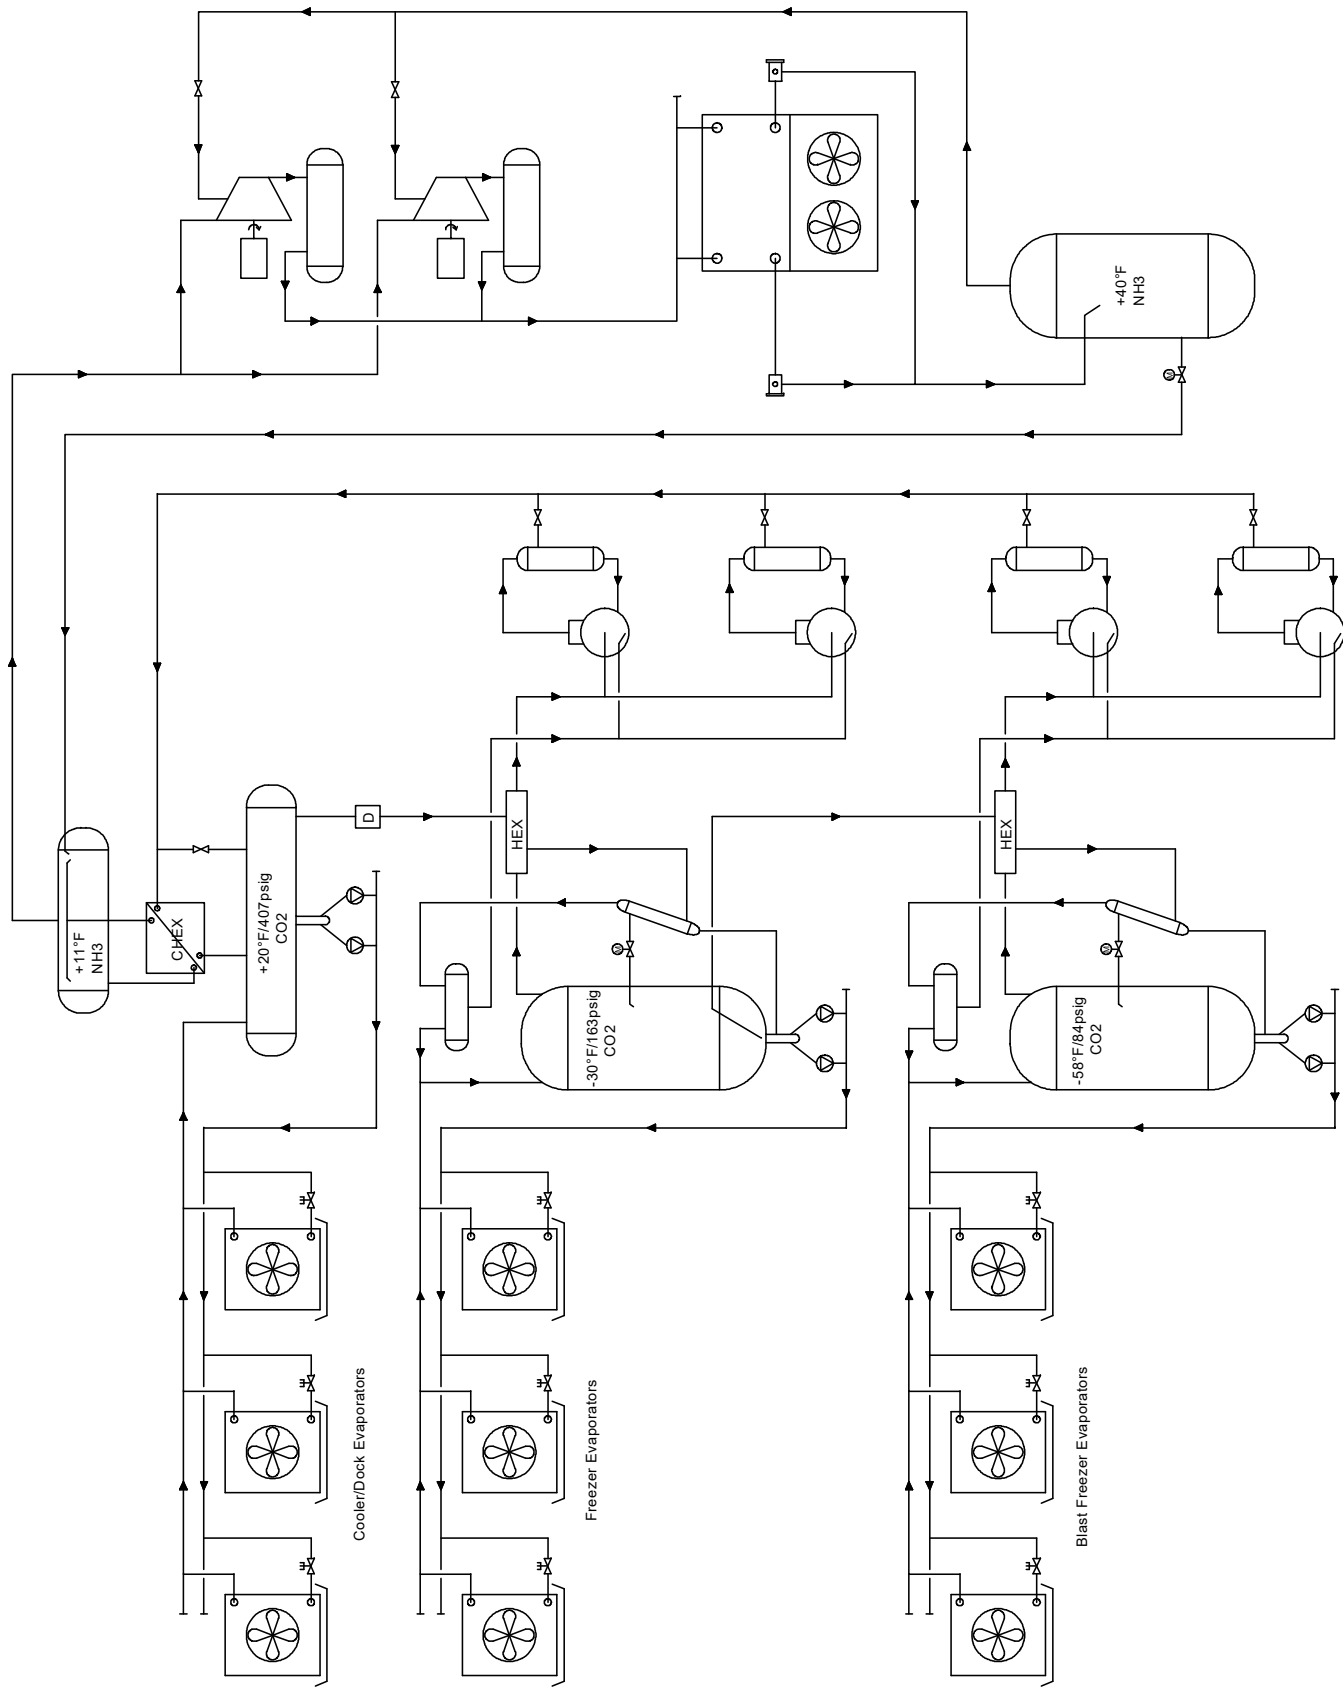 +40°F
NH3
+11°F
NH3
CHEX
+20°F/407psig
CO2
D
HEX
HEX
-30°F/163psig
CO2
-58°F/84psig
CO2
M
M
M
Cooler/Dock Evaporators
Freezer Evaporators
Blast Freezer Evaporators